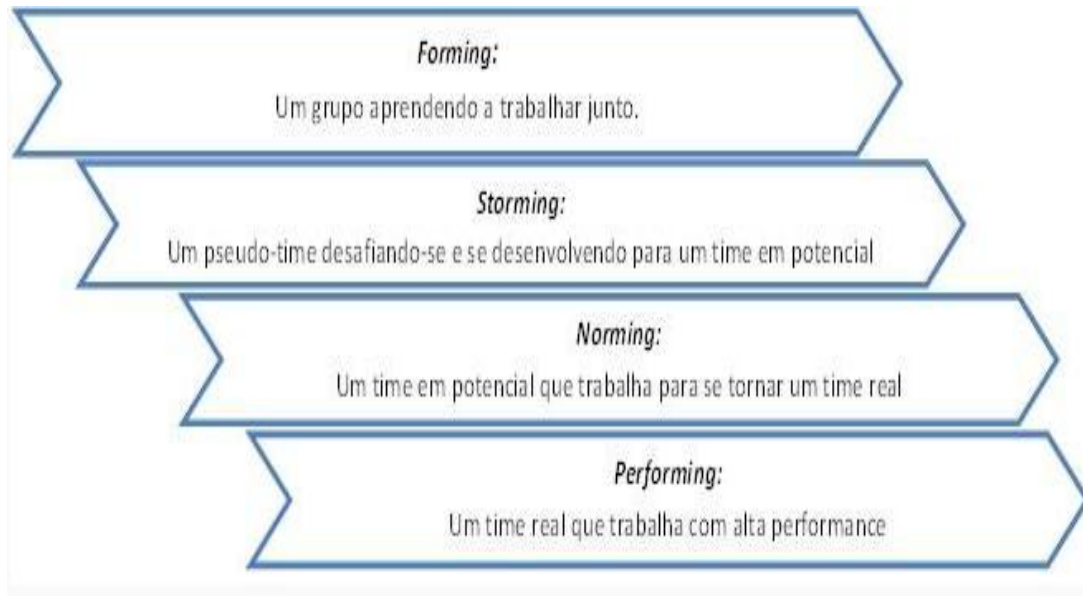 Forming:
Um grupo aprendendo a trabalhar junto.
Storming:
Um pseudo-time desafiando-se e se desenvolvendo para um time em potencial
Norming:
Um time em potencial que trabalha para se tornar um time real
Performing:
Um time real que trabalha com alta performance